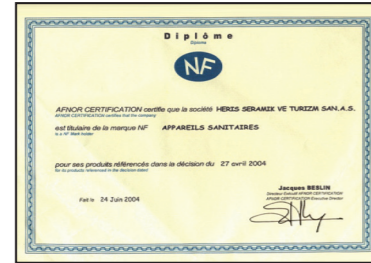 Diplôme
Diploma
NF
AFNOR CERTIFICATION certifie que la société HERIS SERAMIK VE TURIZM SAN.A.S.
AFNOR CERTIFICATION certifies that the company
est titulaire de la marque NF APPAREILS SANITAIRES
is a NF Mark holder
pour ses produits référencés dans la décision du 27 avril 2004
for its products referenced in the decision dated
Fait le 24 Juin 2004
Jacques BESLIN
Directeur Exécutif AFNOR CERTIFICATION
AFNOR CERTIFICATION Executive Director